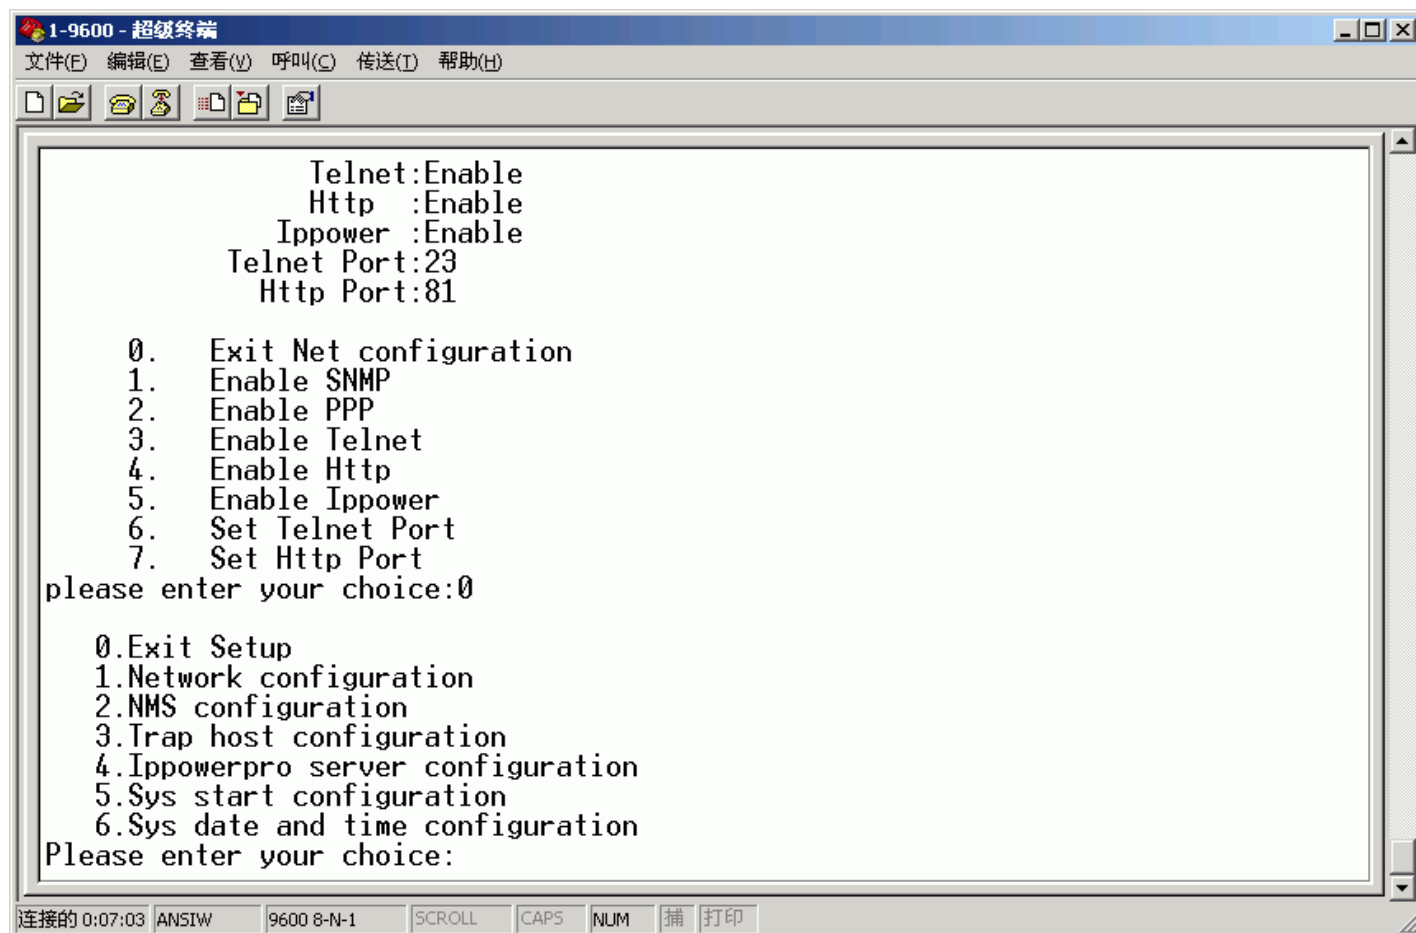 1-9600 - 超级终端
文件(F) 编辑(E) 查看(V) 呼叫(C) 传送(T) 帮助(H)
Telnet:Enable
Http :Enable
Ippower :Enable
Telnet Port:23
Http Port:81
0. Exit Net configuration
1. Enable SNMP
2. Enable PPP
3. Enable Telnet
4. Enable Http
5. Enable Ippower
6. Set Telnet Port
7. Set Http Port
please enter your choice:0
0.Exit Setup
1.Network configuration
2.NMS configuration
3.Trap host configuration
4.Ippowerpro server configuration
5.Sys start configuration
6.Sys date and time configuration
Please enter your choice:
连接的 0:07:03 ANSIW 9600 8-N-1 SCROLL CAPS NUM 捕 打印